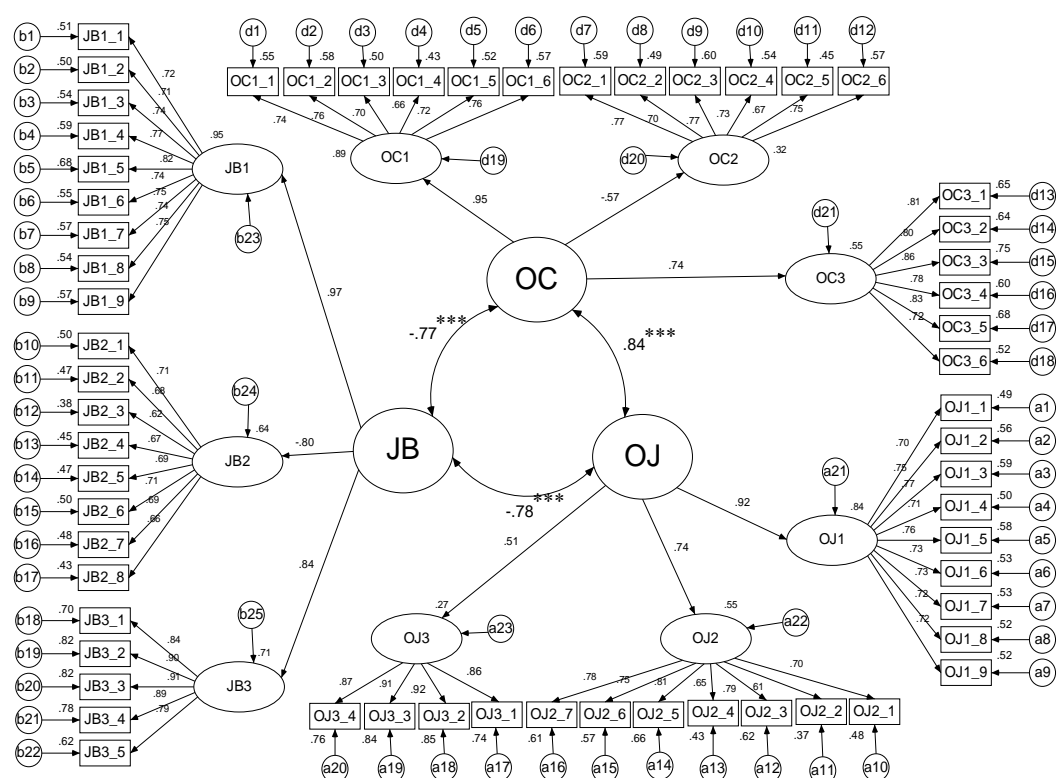 d1 d2 d3 d4 d5 d6 d7 d8 d9 d10 d11 d12
.55 .58 .50 .43 .52 .57 .59 .49 .60 .54 .45 .57
OC1_1 OC1_2 OC1_3 OC1_4 OC1_5 OC1_6 OC2_1 OC2_2 OC2_3 OC2_4 OC2_5 OC2_6
.74 .76 .70 .66 .72 .76 .77 .70 .77 .73 .67 .75
.89 OC1 d19 d20 OC2 .32
.95 -.57
b1 .51 JB1_1 .72
b2 .50 JB1_2 .71
b3 .54 JB1_3 .74
b4 .59 JB1_4 .77
b5 .68 JB1_5 .82
b6 .55 JB1_6 .74
b7 .57 JB1_7 .75
b8 .54 JB1_8 .74
b9 .57 JB1_9 .75
.95 JB1
b23
.97
OC
.74
d21
.55 OC3
.81 OC3_1 .65 d13
.80 OC3_2 .64 d14
.86 OC3_3 .75 d15
.78 OC3_4 .60 d16
.83 OC3_5 .68 d17
.72 OC3_6 .52 d18
-.77***
.84***
b10 .50 JB2_1 .71
b11 .47 JB2_2 .68
b12 .38 JB2_3 .62
b13 .45 JB2_4 .67
b14 .47 JB2_5 .69
b15 .50 JB2_6 .71
b16 .48 JB2_7 .69
b17 .43 JB2_8 .66
b24
.64 JB2
-.80
JB
OJ
-.78***
.92
a21
.84 OJ1
.70 OJ1_1 .49 a1
.75 OJ1_2 .56 a2
.77 OJ1_3 .59 a3
.71 OJ1_4 .50 a4
.76 OJ1_5 .58 a5
.73 OJ1_6 .53 a6
.73 OJ1_7 .53 a7
.72 OJ1_8 .52 a8
.72 OJ1_9 .52 a9
.84
.51
.74
b18 .70 JB3_1 .84
b19 .82 JB3_2 .90
b20 .82 JB3_3 .91
b21 .78 JB3_4 .89
b22 .62 JB3_5 .79
b25
.71 JB3
.27 OJ3 a23
.55 OJ2 a22
.87 .91 .92 .86 .78 .75 .81 .65 .79 .61 .70
OJ3_4 OJ3_3 OJ3_2 OJ3_1 OJ2_7 OJ2_6 OJ2_5 OJ2_4 OJ2_3 OJ2_2 OJ2_1
.76 .84 .85 .74 .61 .57 .66 .43 .62 .37 .48
a20 a19 a18 a17 a16 a15 a14 a13 a12 a11 a10